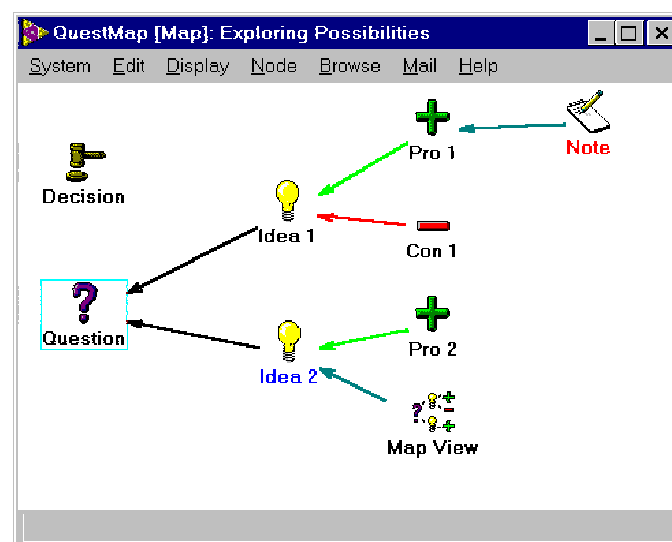 QuestMap [Map]: Exploring Possibilities
System Edit Display Node Browse Mail Help
Pro 1
Note
Decision
Idea 1
Con 1
Question
Pro 2
Idea 2
Map View